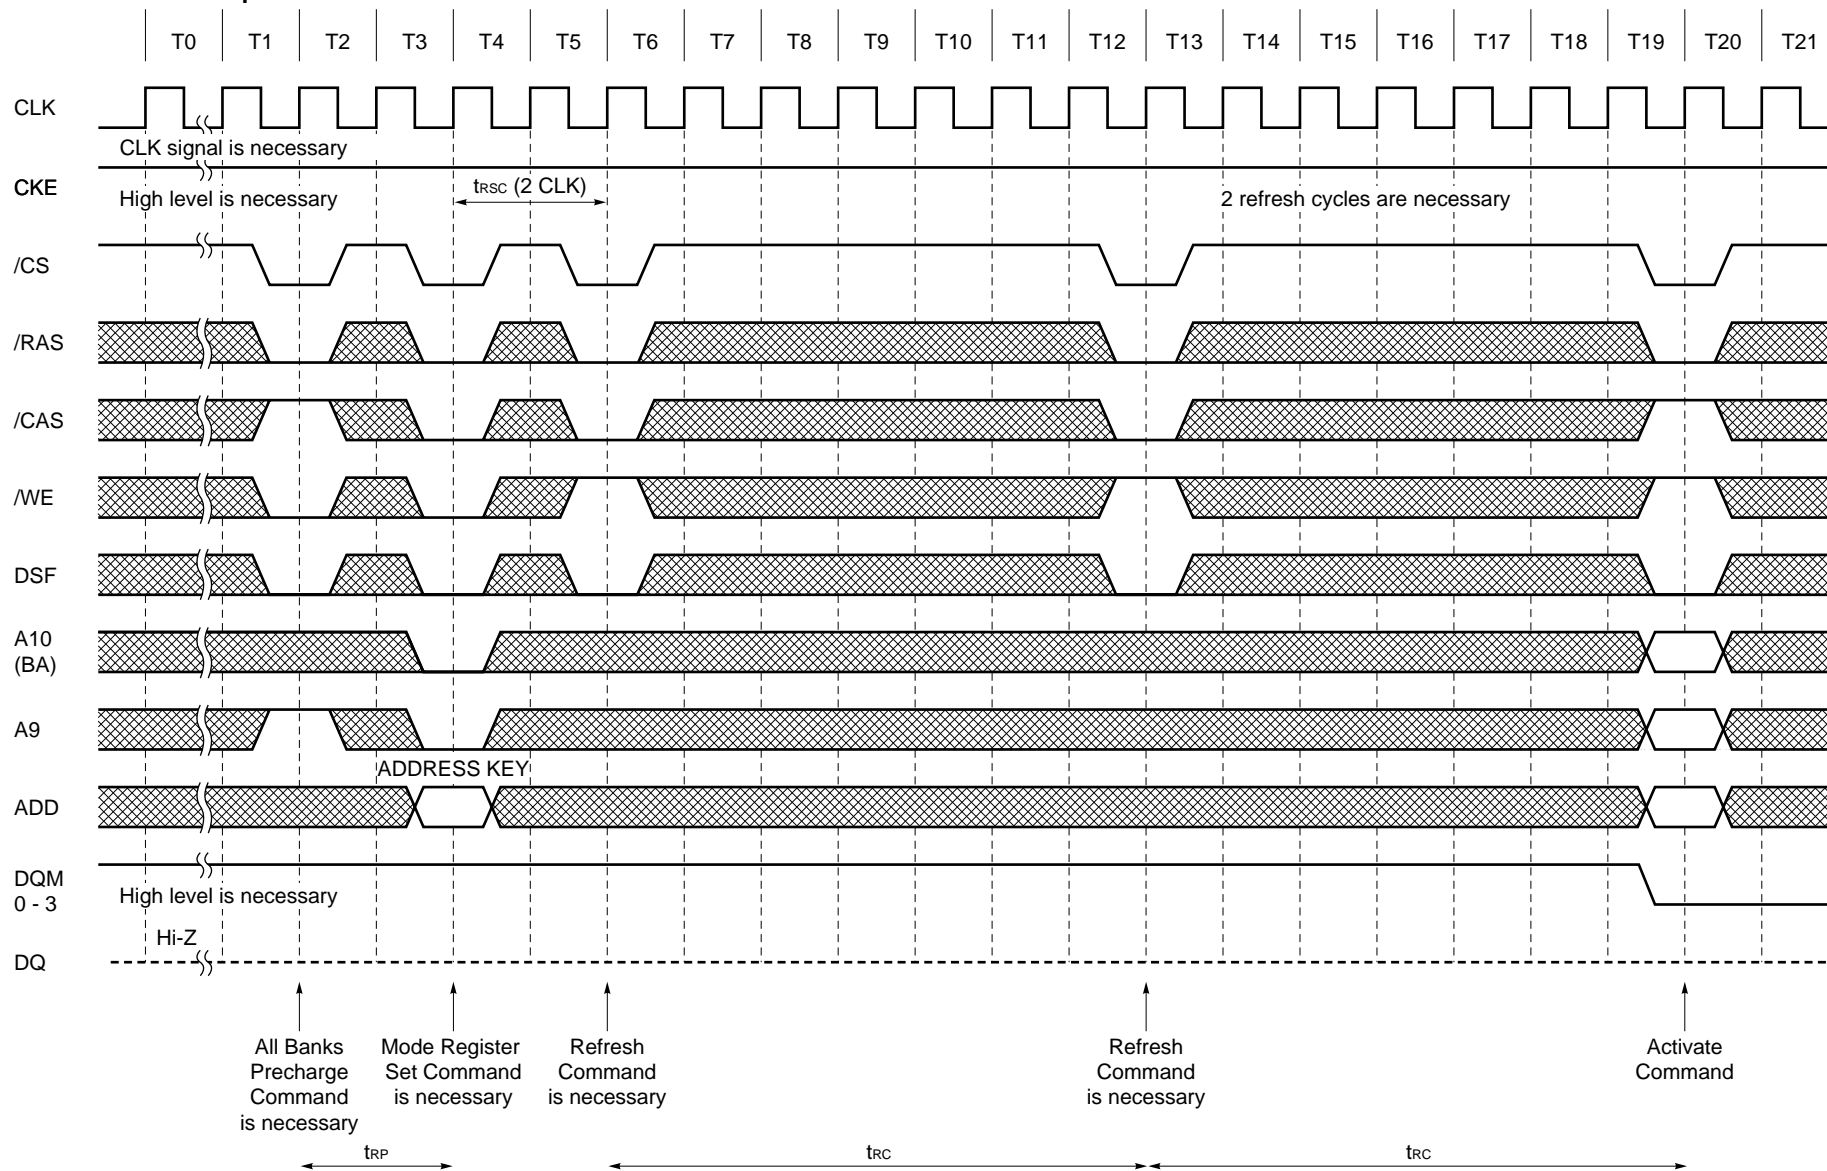 T0 T1 T2 T3 T4 T5 T6 T7 T8 T9 T10 T11 T12 T13 T14 T15 T16 T17 T18 T19 T20 T21
CLK
CLK signal is necessary
CKE
High level is necessary
tRSC (2 CLK)
2 refresh cycles are necessary
/CS
/RAS
/CAS
/WE
DSF
A10
(BA)
A9
ADDRESS KEY
ADD
DQM
0 - 3
High level is necessary
Hi-Z
DQ
All Banks
Precharge
Command
is necessary
Mode Register
Set Command
is necessary
Refresh
Command
is necessary
Refresh
Command
is necessary
Activate
Command
tRP
tRC
tRC